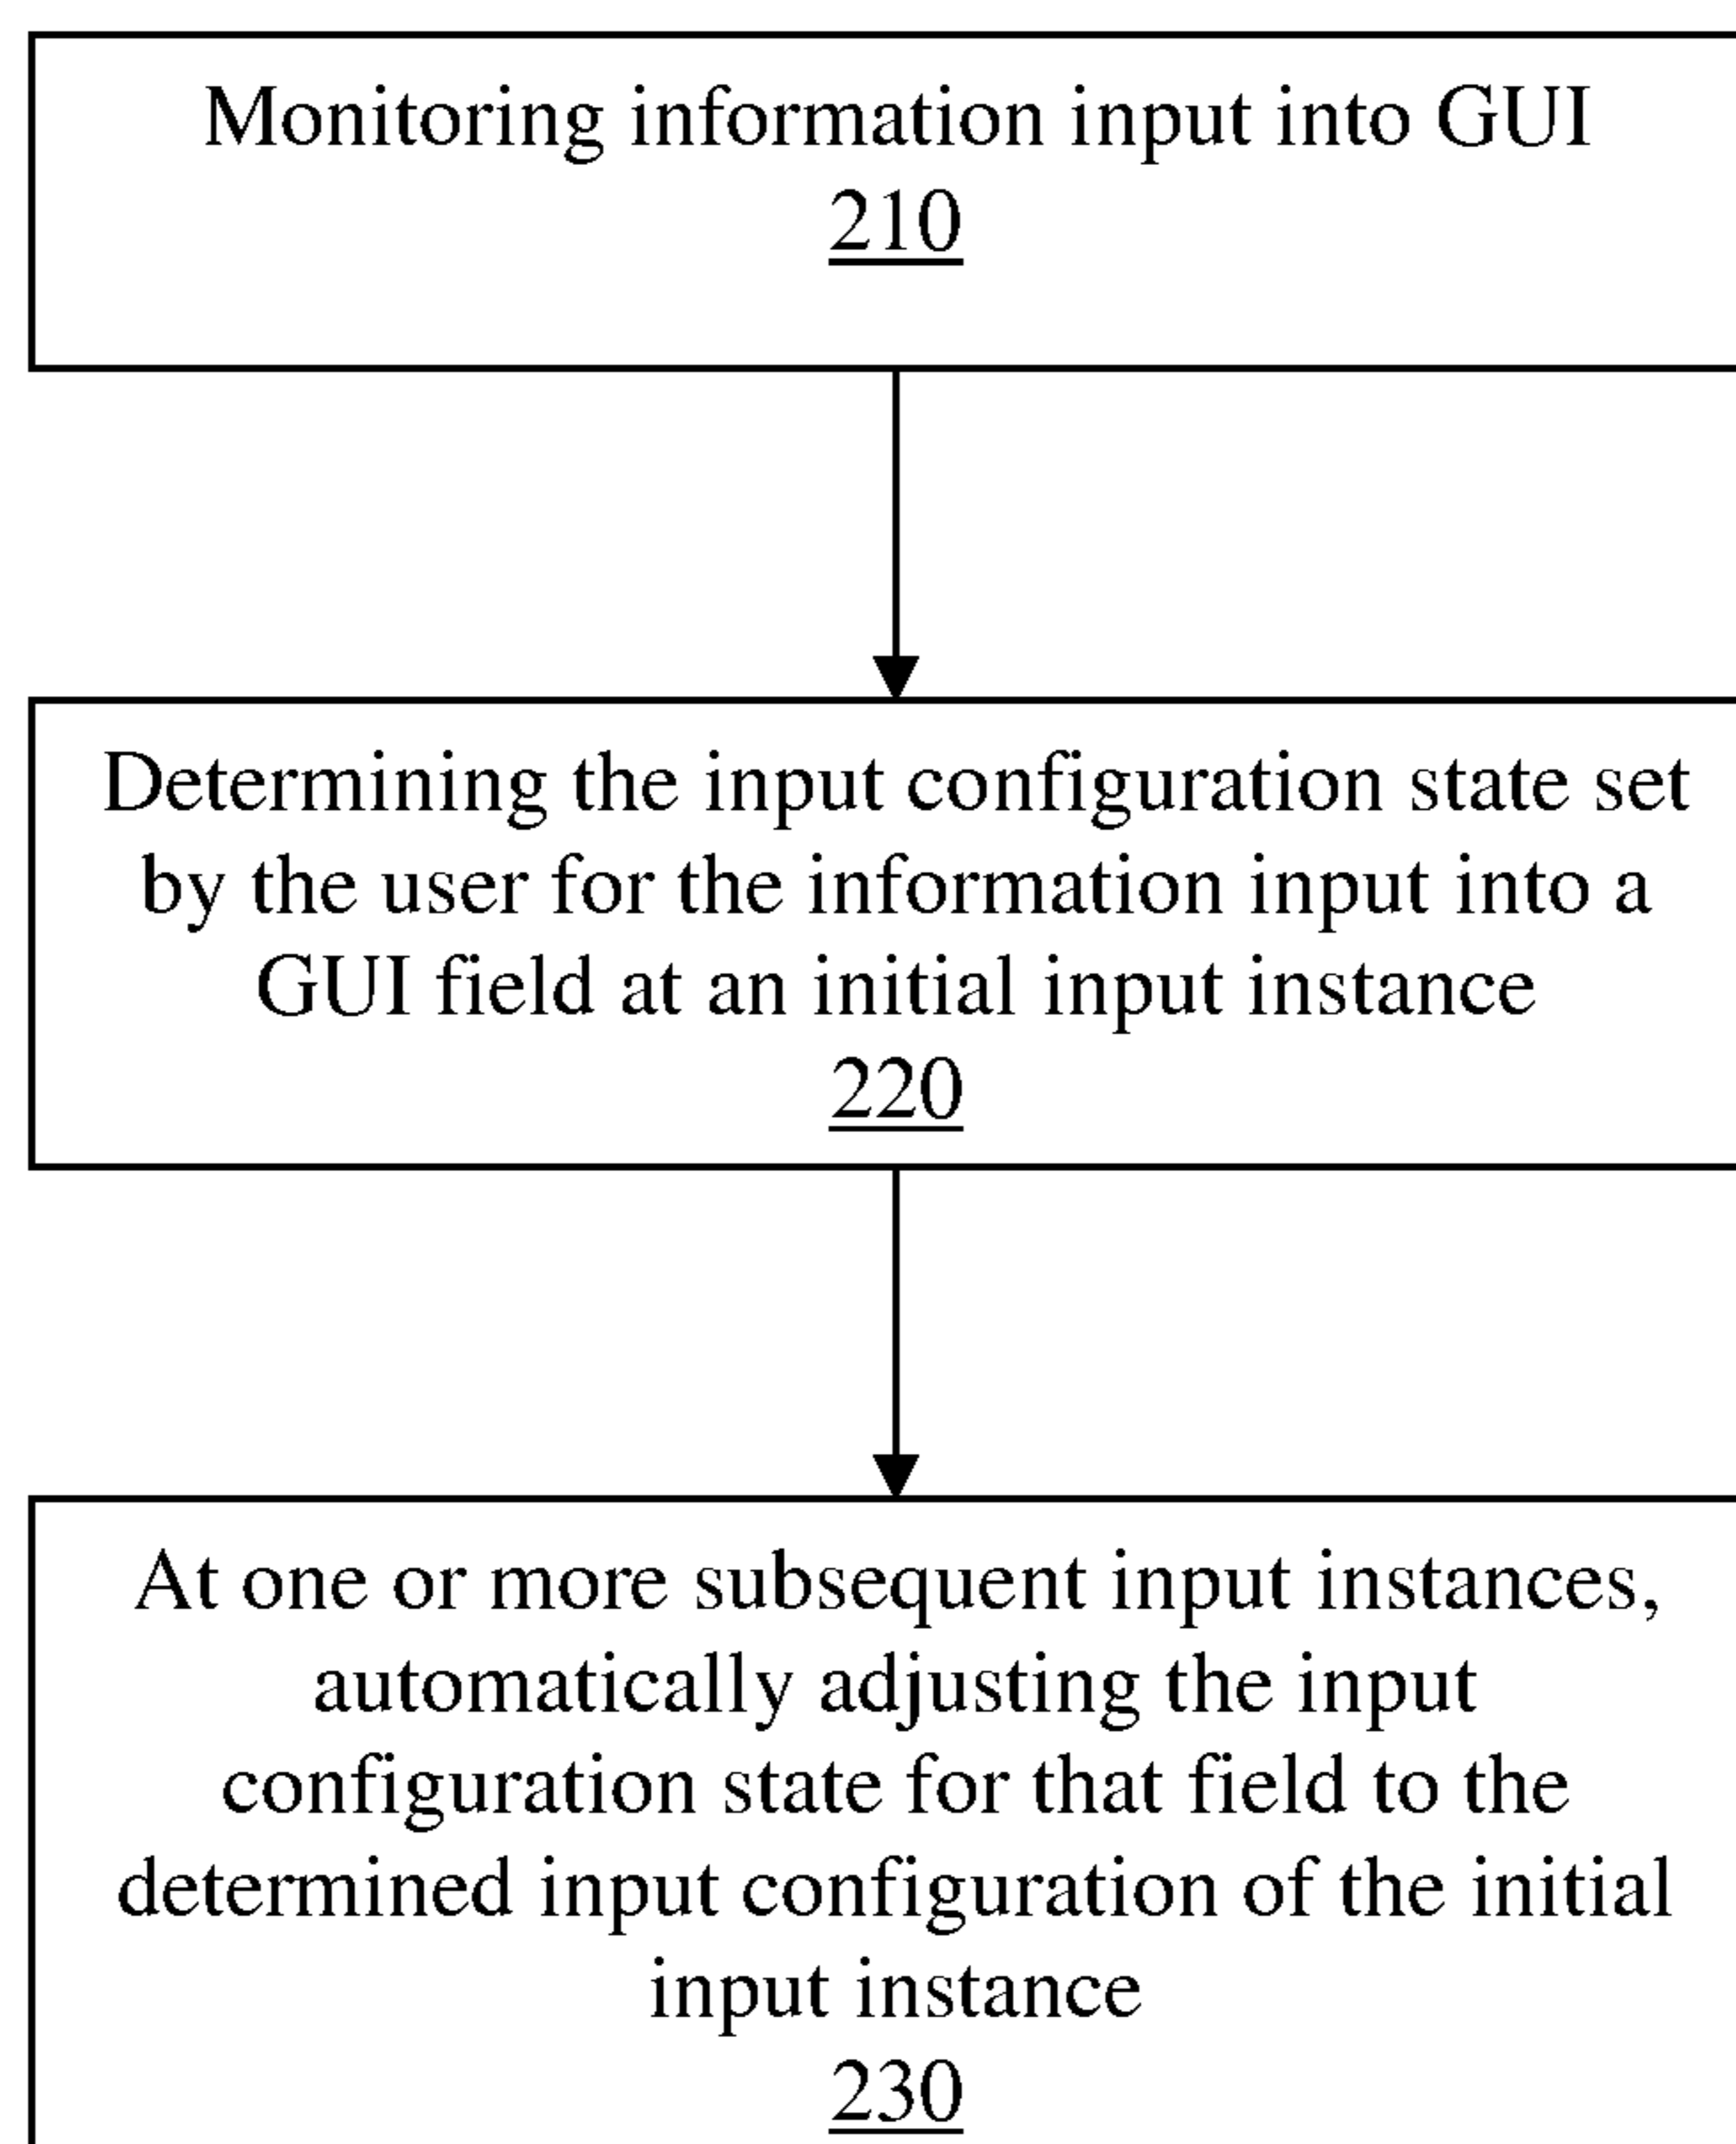 Monitoring information input into GUI
210
Determining the input configuration state set
by the user for the information input into a
GUI field at an initial input instance
220
At one or more subsequent input instances,
automatically adjusting the input
configuration state for that field to the
determined input configuration of the initial
input instance
230